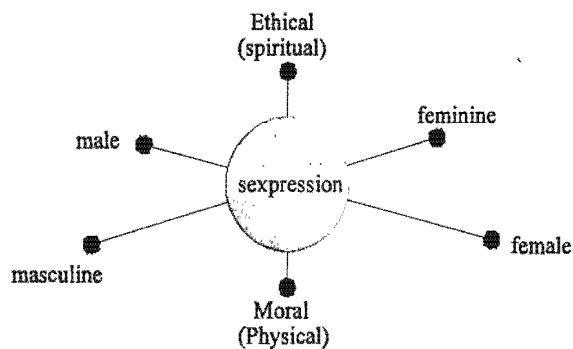 Ethical
(spiritual)
feminine
male
sexpression
female
masculine
Moral
(Physical)